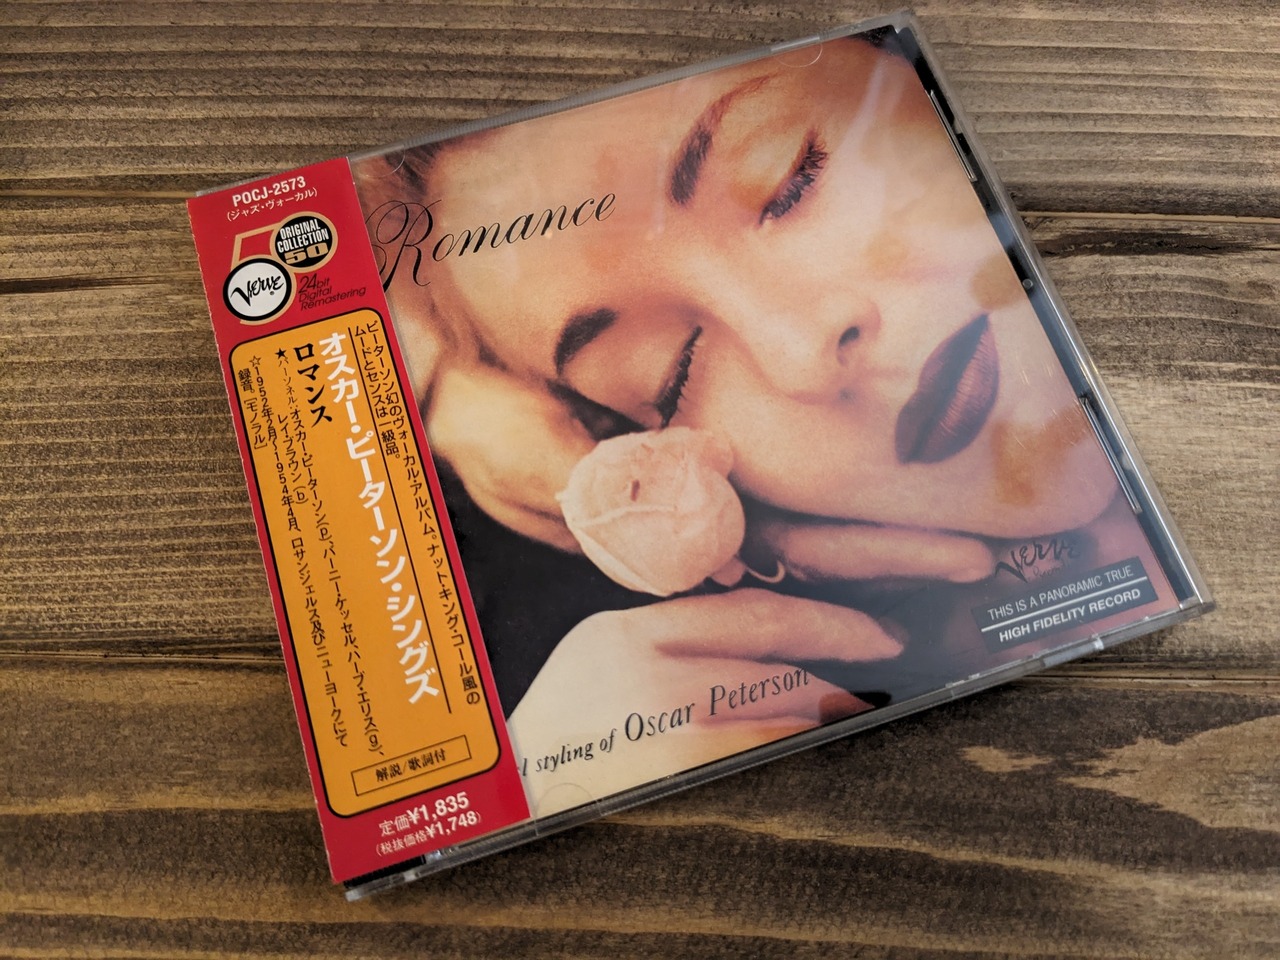 POCJ-2573
(ジャズ・ヴォーカル)
50
ORIGINAL
COLLECTION
50
Verve
24bit
Digital
Remastering
ピーターソン幻のヴォーカル・アルバム。ナット・キング・コール風の
ムードとセンスは一級品。
オスカー・ピーターソン・シングズ
ロマンス
★パーソネル:オスカー・ピーターソン(p)、バーニー・ケッセル、ハーブ・エリス(g)、
レイ・ブラウン(b)
☆1952年2月〜1954年4月、ロサンジェルス及びニューヨークにて
録音。[モノラル]
解説/歌詞付
定価¥1,835
(税抜価格¥1,748)
Romance
Verve
THIS IS A PANORAMIC TRUE
HIGH FIDELITY RECORD
l styling of Oscar Peterson